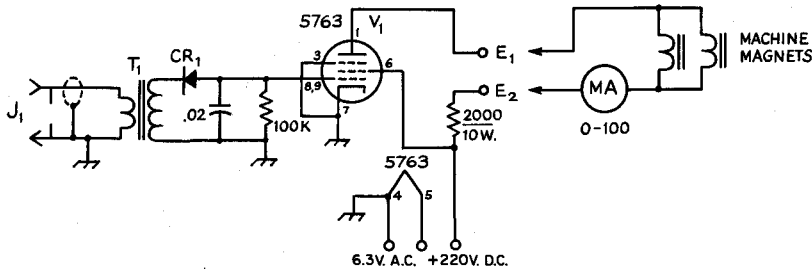 5763
V1
1
3
8,9
6
7
E1
E2
MACHINE
MAGNETS
MA
0-100
J1
T1
CR1
.02
100K
2000
10W.
5763
4
5
6.3V. A.C.
+220V. D.C.